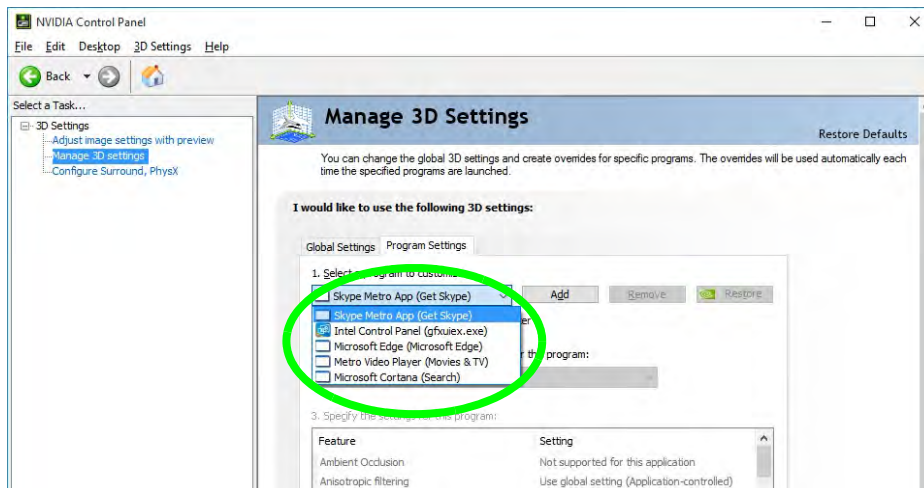 NVIDIA Control Panel
File Edit Desktop 3D Settings Help
Back
Select a Task...
3D Settings
Adjust image settings with preview
Manage 3D settings
Configure Surround, PhysX
Manage 3D Settings
Restore Defaults
You can change the global 3D settings and create overrides for specific programs. The overrides will be used automatically each
time the specified programs are launched.
I would like to use the following 3D settings:
Global Settings Program Settings
1. Select a program to customize
Skype Metro App (Get Skype) Add Remove Restore
Skype Metro App (Get Skype)
Intel Control Panel (gfxuiex.exe)
Microsoft Edge (Microsoft Edge)
Metro Video Player (Movies & TV) this program:
Microsoft Cortana (Search)
3. Specify the settings for this program:
Feature Setting
Ambient Occlusion Not supported for this application
Anisotropic filtering Use global setting (Application-controlled)